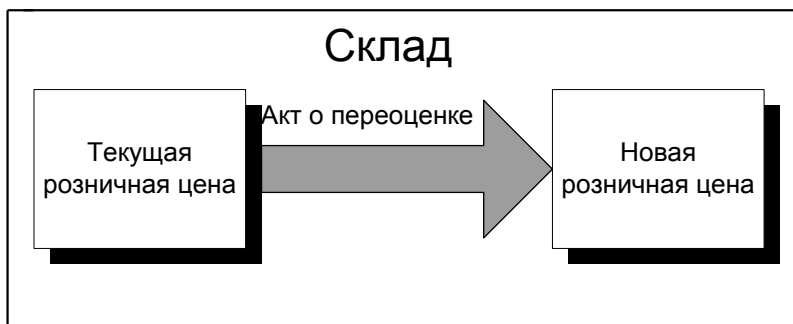 Склад
Акт о переоценке
Текущая
розничная цена
Новая
розничная цена